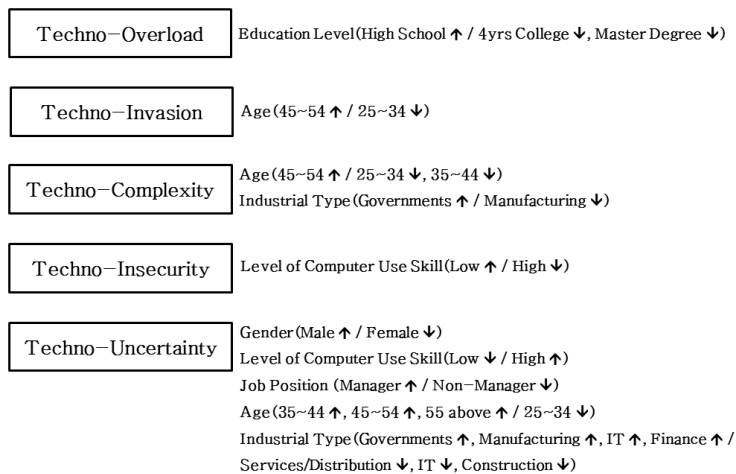 Techno-Overload Education Level(High School ↑ / 4yrs College ↓, Master Degree ↓)
Techno-Invasion Age(45~54 ↑ / 25~34 ↓)
Age(45~54 ↑ / 25~34 ↓, 35~44 ↓)
Techno-Complexity
Industrial Type(Governments ↑ / Manufacturing ↓)
Techno-Insecurity Level of Computer Use Skill(Low ↑ / High ↓)
Gender(Male ↑ / Female ↓)
Techno-Uncertainty
Level of Computer Use Skill(Low ↓ / High ↑)
Job Position (Manager ↑ / Non-Manager ↓)
Age(35~44 ↑, 45~54 ↑, 55 above ↑ / 25~34 ↓)
Industrial Type(Governments ↑, Manufacturing ↑, IT ↑, Finance ↑ /
Services/Distribution ↓, IT ↓, Construction ↓)